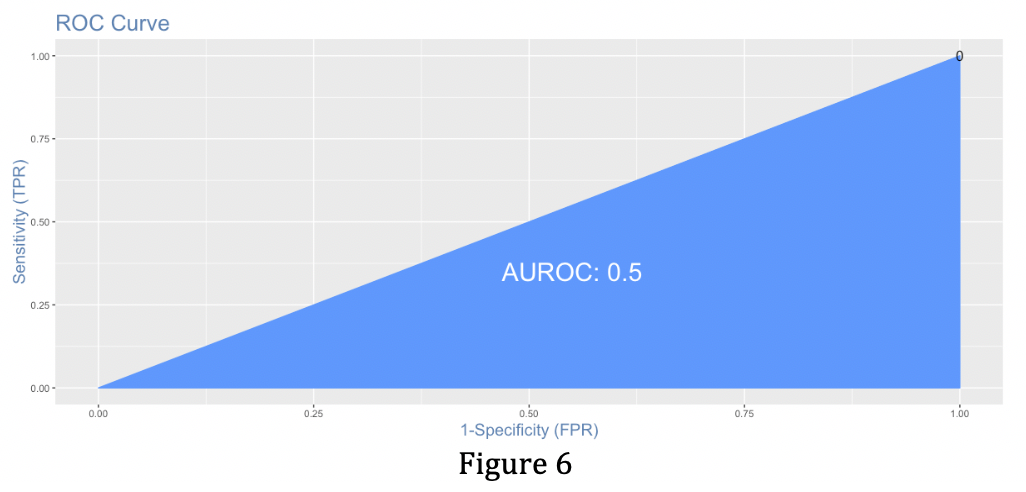 ROC Curve
0
1.00
0.75
0.50
0.25
0.00
Sensitivity (TPR)
AUROC: 0.5
0.00 0.25 0.50 0.75 1.00
1-Specificity (FPR)
Figure 6